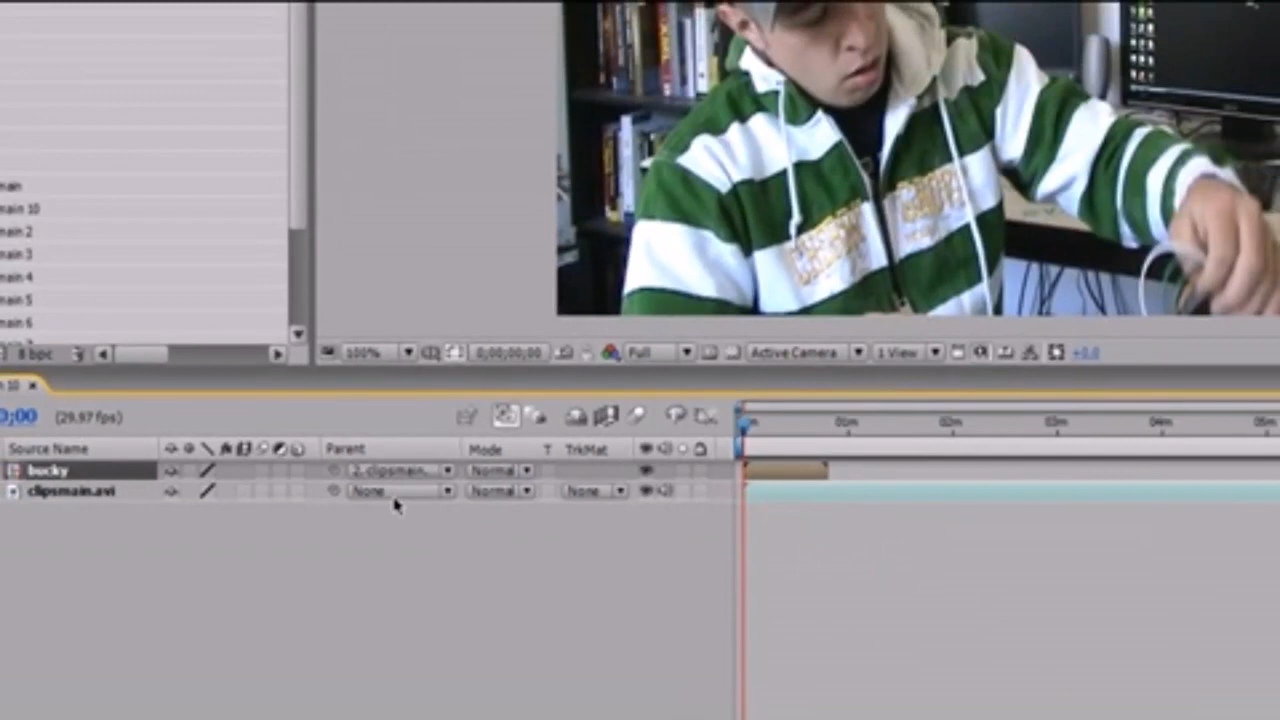 main
main 10
main 2
main 3
main 4
main 5
main 6
8 bpc
100%
0;00;00;00
Full
Active Camera
1 View
+0.0
10 ×
0;00
(29.97 fps)
01m
02m
03m
04m
05m
Source Name
Parent
Mode
T
TrkMat
bucky
2. clipsmain...
Normal
clipsmain.avi
None
Normal
None